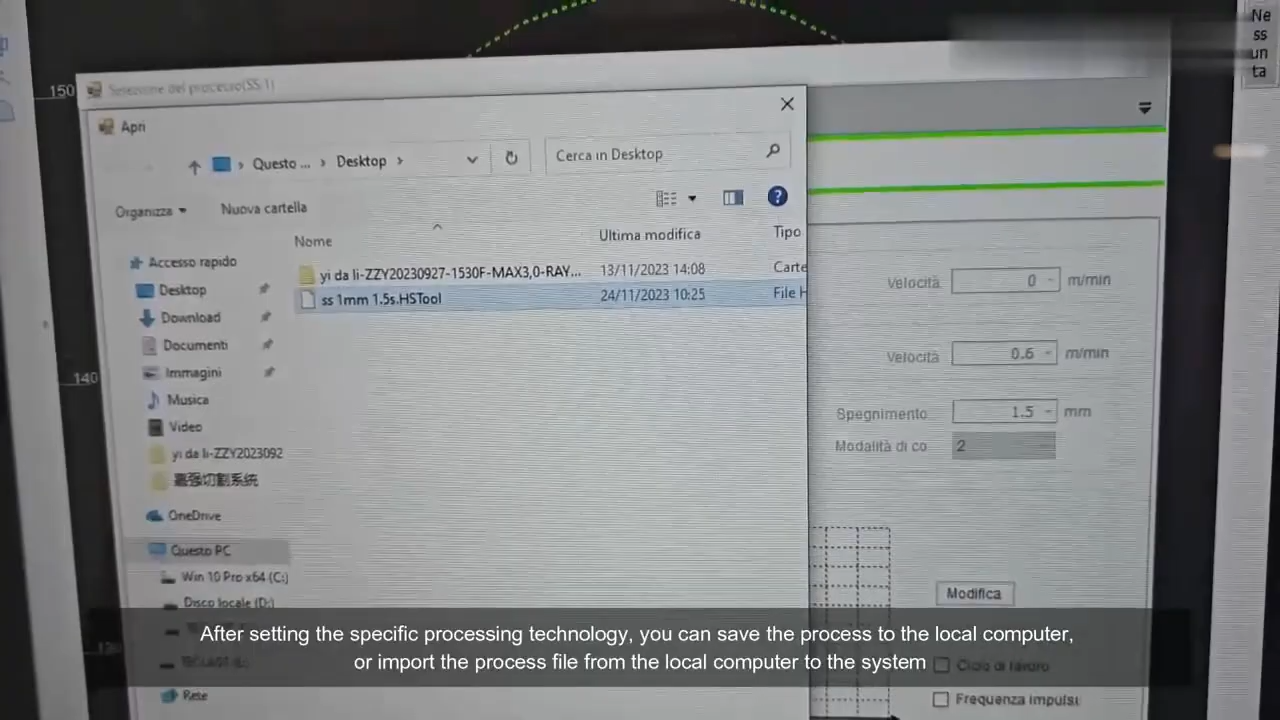 Ne
ss
un
ta
150
Selezione del processo(SS 1)
Apri
Questo ... › Desktop ›
Cerca in Desktop
Organizza
Nuova cartella
Nome
Ultima modifica
Tipo
yi da li-ZZY20230927-1530F-MAX3,0-RAY...
13/11/2023 14:08
Carte
ss 1mm 1.5s.HSTool
24/11/2023 10:25
File H
Accesso rapido
Desktop
Download
Documenti
Immagini
Musica
Video
yi da li-ZZY2023092
切割系统
OneDrive
Questo PC
Win 10 Pro x64 (C:)
Disco locale (D:)
Rete
140
Velocità 0 m/min
Velocità 0.6 m/min
Spegnimento 1.5 mm
Modalità di co 2
Modifica
Ciclo di lavoro
Frequenza impulsi
After setting the specific processing technology, you can save the process to the local computer,
or import the process file from the local computer to the system